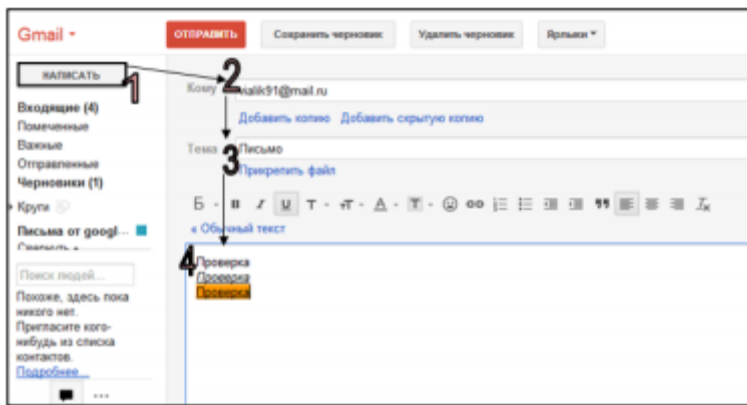 Gmail
ОТПРАВИТЬ Сохранить черновик Удалить черновик Ярлыки
НАПИСАТЬ
1
2
Кому vialik91@mail.ru
Добавить копию Добавить скрытую копию
Входящие (4)
Помеченные
Важные
Отправленные
Черновики (1)
Круги
Письма от googl...
Свернуть
Тема 3 Письмо
Прикрепить файл
« Обычный текст
4
Проверка
Проверка
Проверка
Поиск людей...
Похоже, здесь пока
никого нет.
Пригласите кого-
нибудь из списка
контактов.
Подробнее...